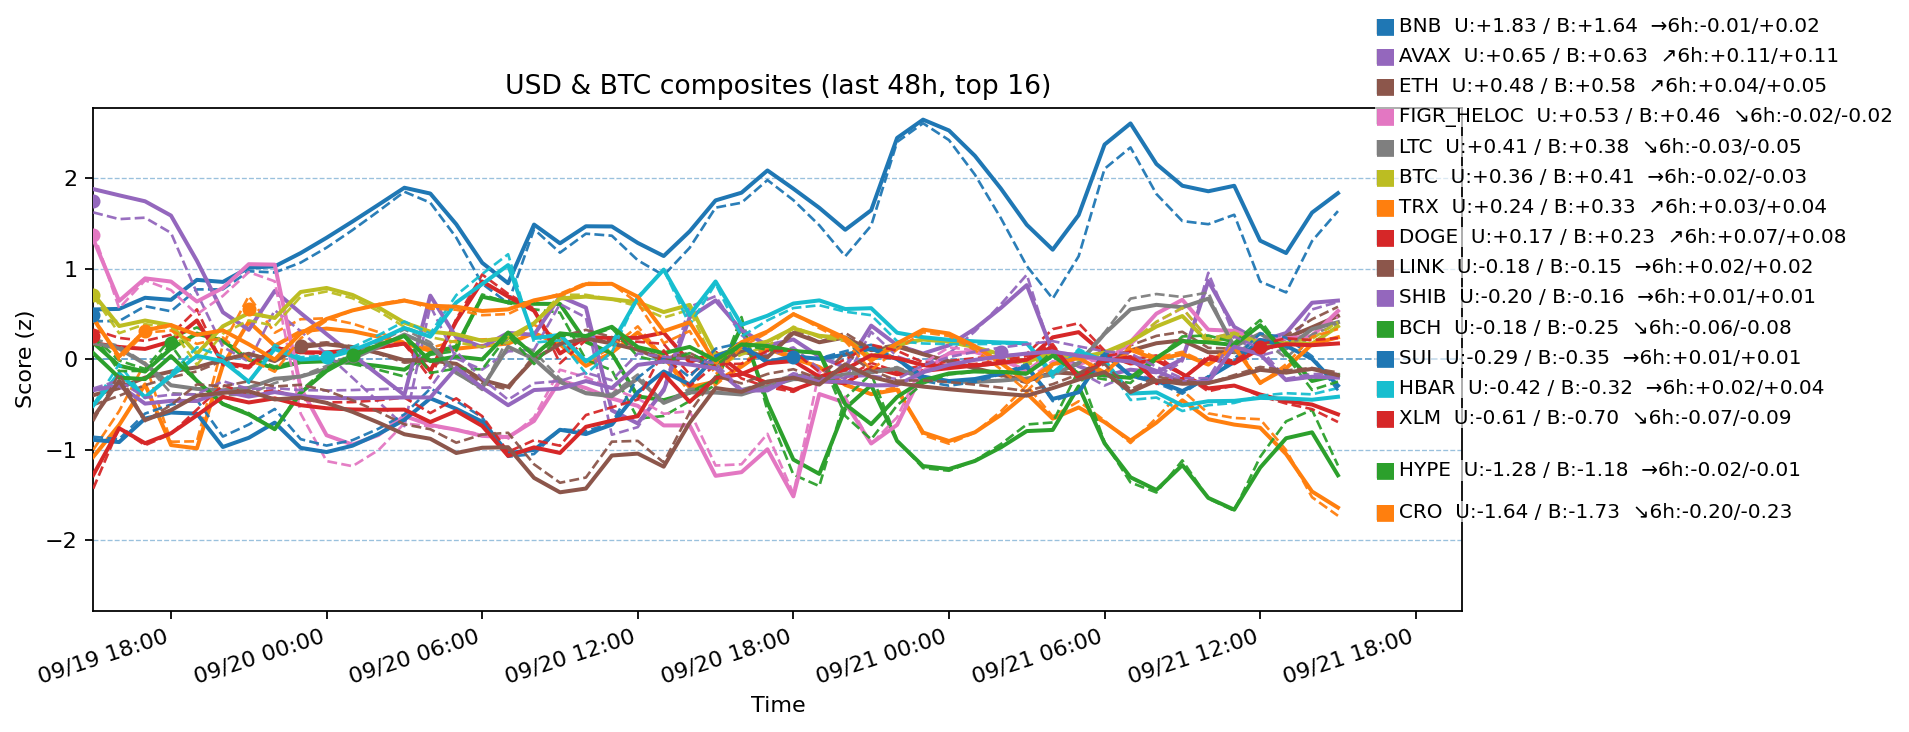 USD & BTC composites (last 48h, top 16)
BNB U:+1.83 / B:+1.64 →6h:-0.01/+0.02
AVAX U:+0.65 / B:+0.63 ↗6h:+0.11/+0.11
ETH U:+0.48 / B:+0.58 ↗6h:+0.04/+0.05
FIGR_HELOC U:+0.53 / B:+0.46 ↘6h:-0.02/-0.02
LTC U:+0.41 / B:+0.38 ↘6h:-0.03/-0.05
BTC U:+0.36 / B:+0.41 →6h:-0.02/-0.03
TRX U:+0.24 / B:+0.33 ↗6h:+0.03/+0.04
DOGE U:+0.17 / B:+0.23 ↗6h:+0.07/+0.08
LINK U:-0.18 / B:-0.15 →6h:+0.02/+0.02
SHIB U:-0.20 / B:-0.16 →6h:+0.01/+0.01
BCH U:-0.18 / B:-0.25 ↘6h:-0.06/-0.08
SUI U:-0.29 / B:-0.35 →6h:+0.01/+0.01
HBAR U:-0.42 / B:-0.32 →6h:+0.02/+0.04
XLM U:-0.61 / B:-0.70 ↘6h:-0.07/-0.09
HYPE U:-1.28 / B:-1.18 →6h:-0.02/-0.01
CRO U:-1.64 / B:-1.73 ↘6h:-0.20/-0.23
Score (z)
2
1
0
−1
−2
09/19 18:00
09/20 00:00
09/20 06:00
09/20 12:00
09/20 18:00
09/21 00:00
09/21 06:00
09/21 12:00
09/21 18:00
Time